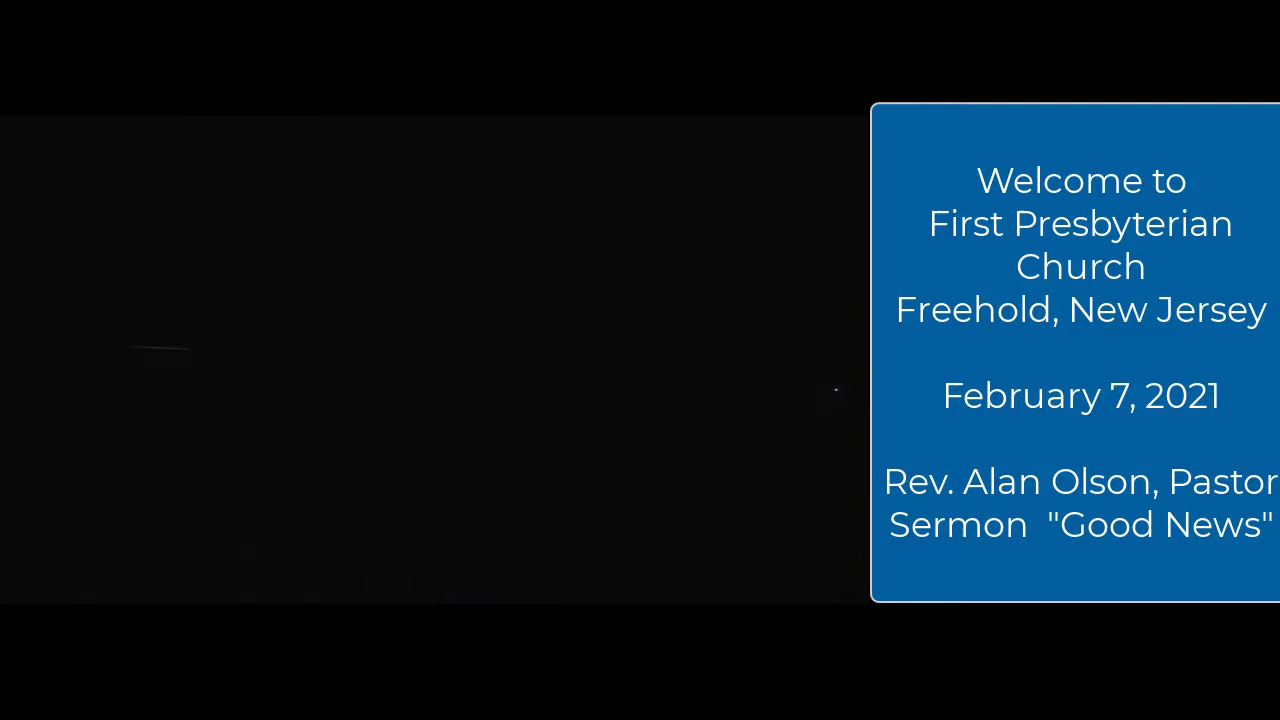 Welcome to
First Presbyterian
Church
Freehold, New Jersey
February 7, 2021
Rev. Alan Olson, Pastor
Sermon  "Good News"